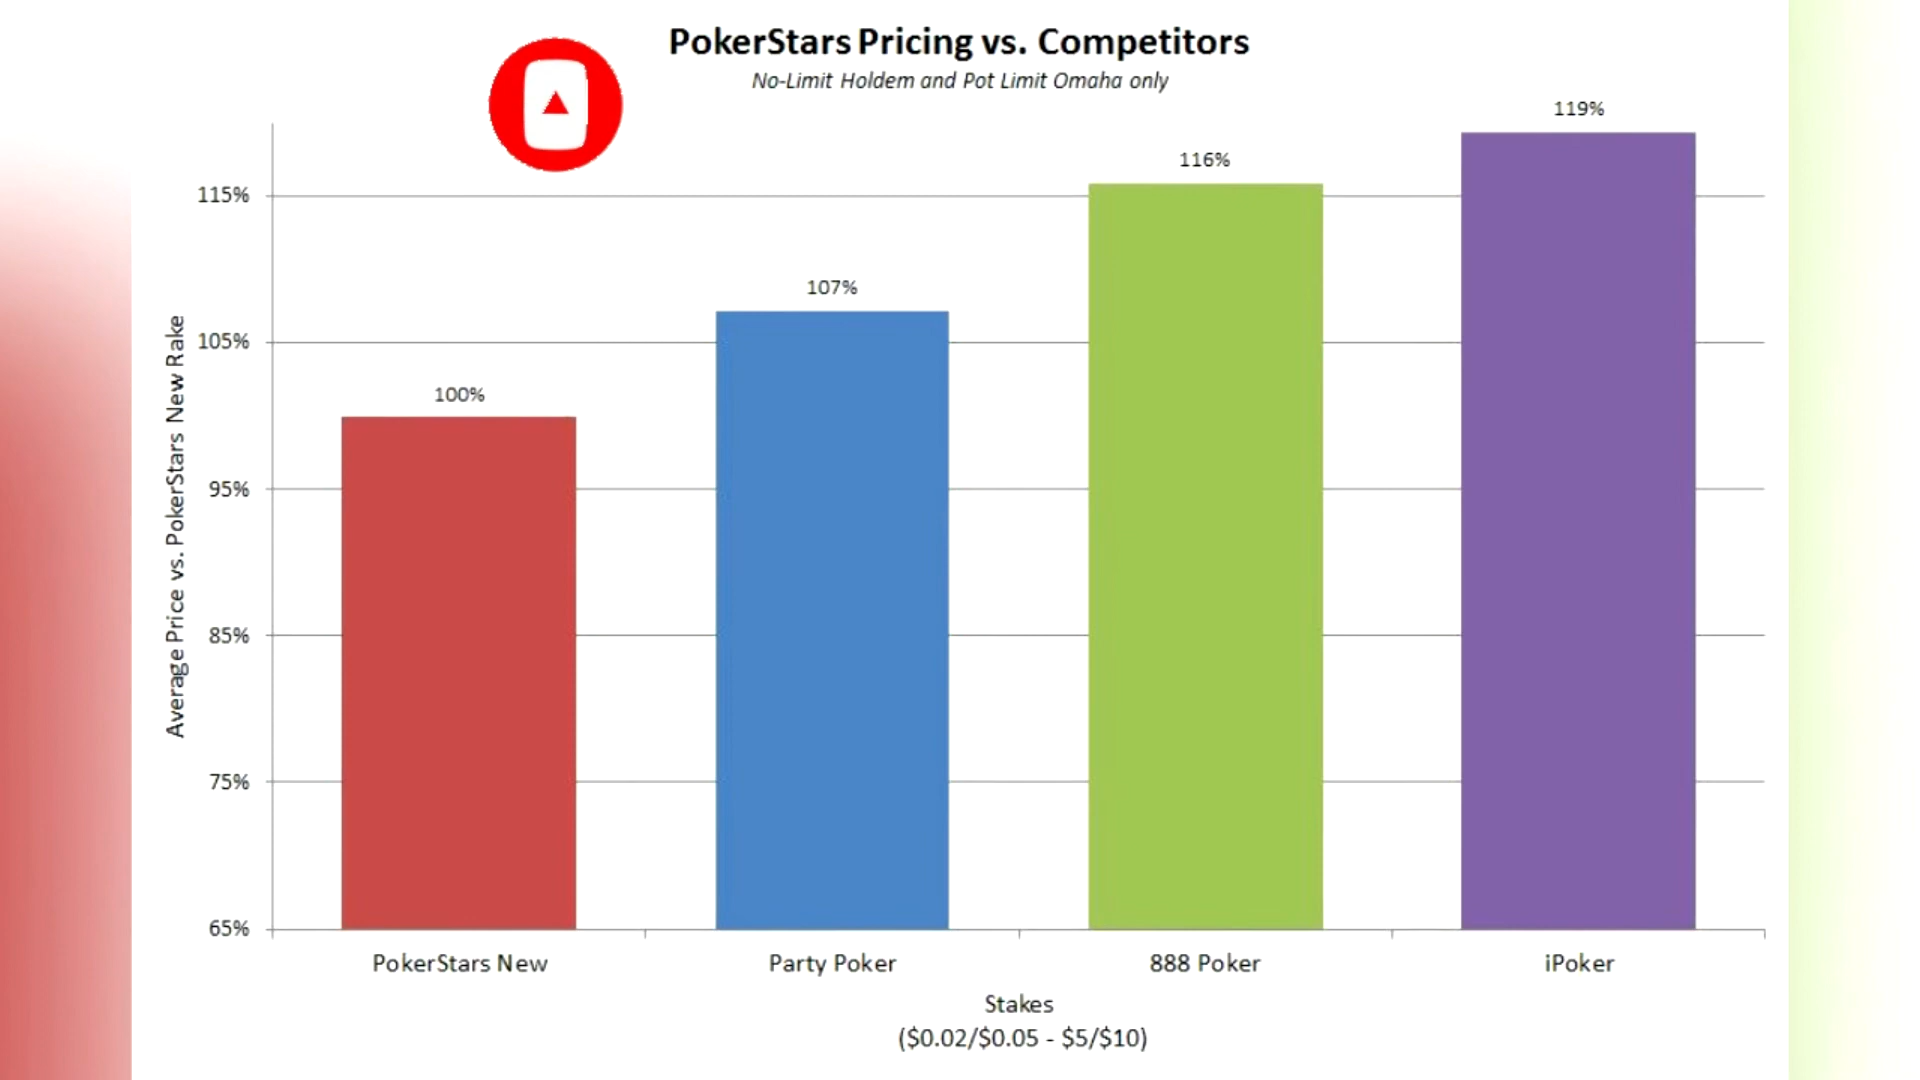 PokerStars Pricing vs. Competitors
No-Limit Holdem and Pot Limit Omaha only
Average Price vs. PokerStars New Rake
115%
105%
95%
85%
75%
65%
100%
107%
116%
119%
PokerStars New
Party Poker
888 Poker
iPoker
Stakes
($0.02/$0.05 - $5/$10)